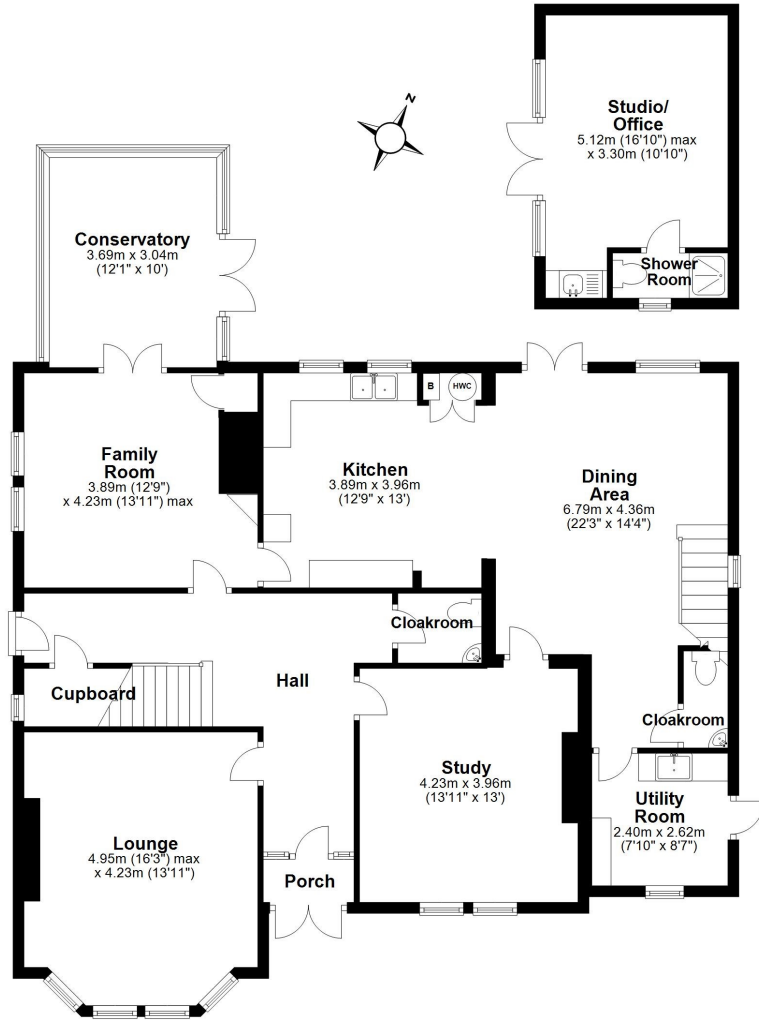 N
Studio/
Office
5.12m (16'10") max
x 3.30m (10'10")
Shower
Room
Conservatory
3.69m x 3.04m
(12'1" x 10')
B
HWC
Family
Room
3.89m (12'9")
x 4.23m (13'11") max
Kitchen
3.89m x 3.96m
(12'9" x 13')
Dining
Area
6.79m x 4.36m
(22'3" x 14'4")
Cloakroom
Cupboard
Hall
Cloakroom
Study
4.23m x 3.96m
(13'11" x 13')
Utility
Room
2.40m x 2.62m
(7'10" x 8'7")
Lounge
4.95m (16'3") max
x 4.23m (13'11")
Porch